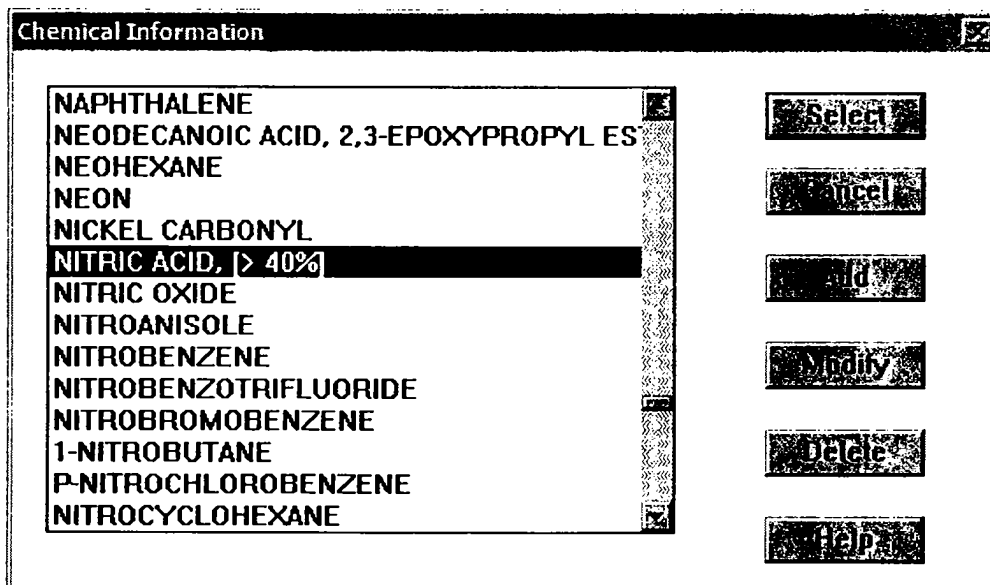 Chemical Information
NAPHTHALENE
NEODECANOIC ACID, 2,3-EPOXYPROPYL EST
NEOHEXANE
NEON
NICKEL CARBONYL
NITRIC ACID, [> 40%]
NITRIC OXIDE
NITROANISOLE
NITROBENZENE
NITROBENZOTRIFLUORIDE
NITROBROMOBENZENE
1-NITROBUTANE
P-NITROCHLOROBENZENE
NITROCYCLOHEXANE
Select
Cancel
Add
Modify
Delete
Help